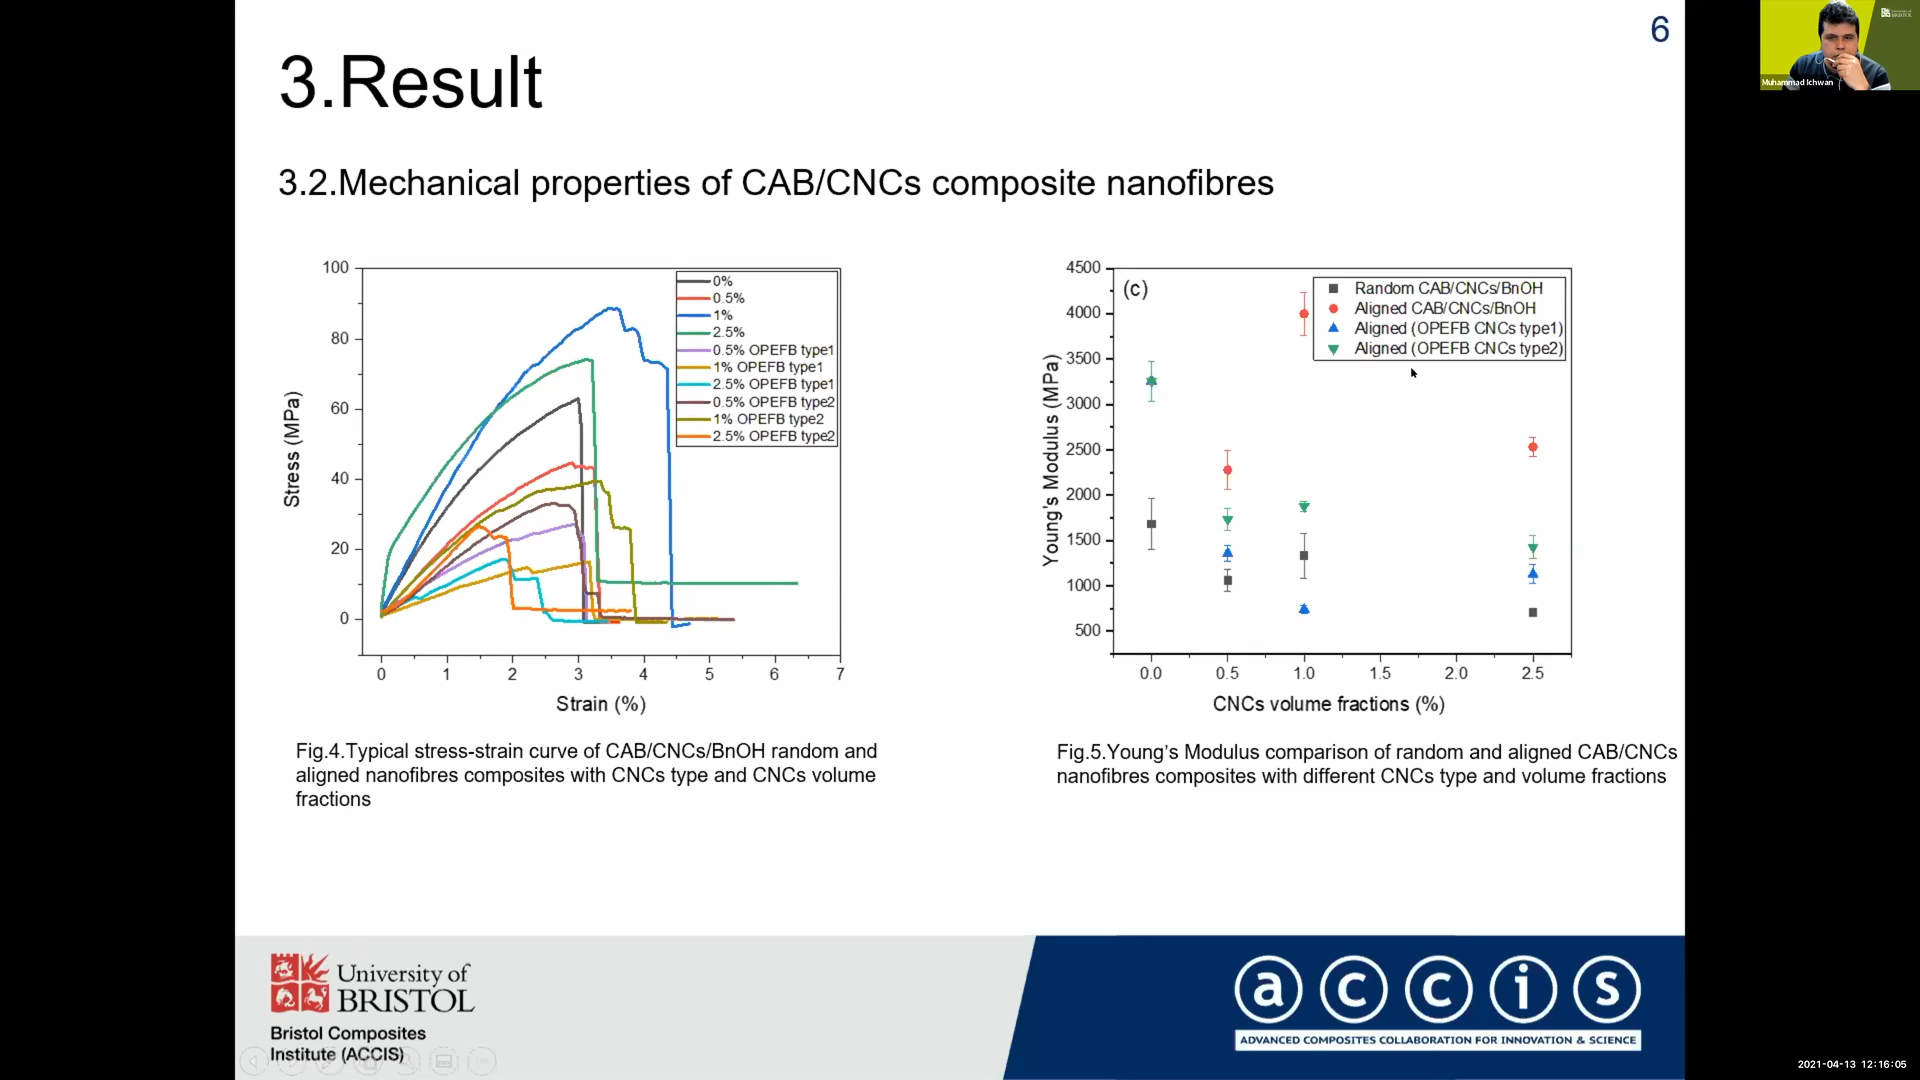 6
3.Result
3.2.Mechanical properties of CAB/CNCs composite nanofibres
100
80
60
40
20
0
Stress (MPa)
0%
0.5%
1%
2.5%
0.5% OPEFB type1
1% OPEFB type1
2.5% OPEFB type1
0.5% OPEFB type2
1% OPEFB type2
2.5% OPEFB type2
0 1 2 3 4 5 6 7
Strain (%)
Fig.4.Typical stress-strain curve of CAB/CNCs/BnOH random and
aligned nanofibres composites with CNCs type and CNCs volume
fractions
4500
4000
3500
3000
2500
2000
1500
1000
500
Young's Modulus (MPa)
(c)
Random CAB/CNCs/BnOH
Aligned CAB/CNCs/BnOH
Aligned (OPEFB CNCs type1)
Aligned (OPEFB CNCs type2)
0.0 0.5 1.0 1.5 2.0 2.5
CNCs volume fractions (%)
Fig.5.Young's Modulus comparison of random and aligned CAB/CNCs
nanofibres composites with different CNCs type and volume fractions
University of
BRISTOL
Bristol Composites
Institute (ACCIS)
accis
ADVANCED COMPOSITES COLLABORATION FOR INNOVATION & SCIENCE
University of
BRISTOL
Muhammad Ichwan
2021-04-13 12:16:05